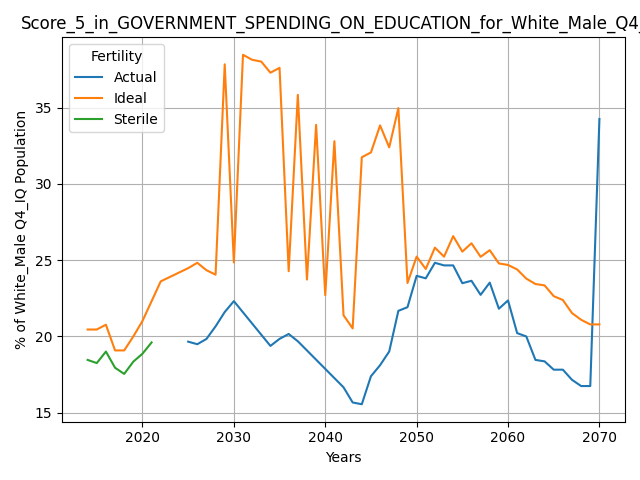 Score_5_in_GOVERNMENT_SPENDING_ON_EDUCATION_for_White_Male_Q4_
Fertility
Actual
Ideal
Sterile
% of White_Male Q4_IQ Population
35
30
25
20
15
2020 2030 2040 2050 2060 2070
Years